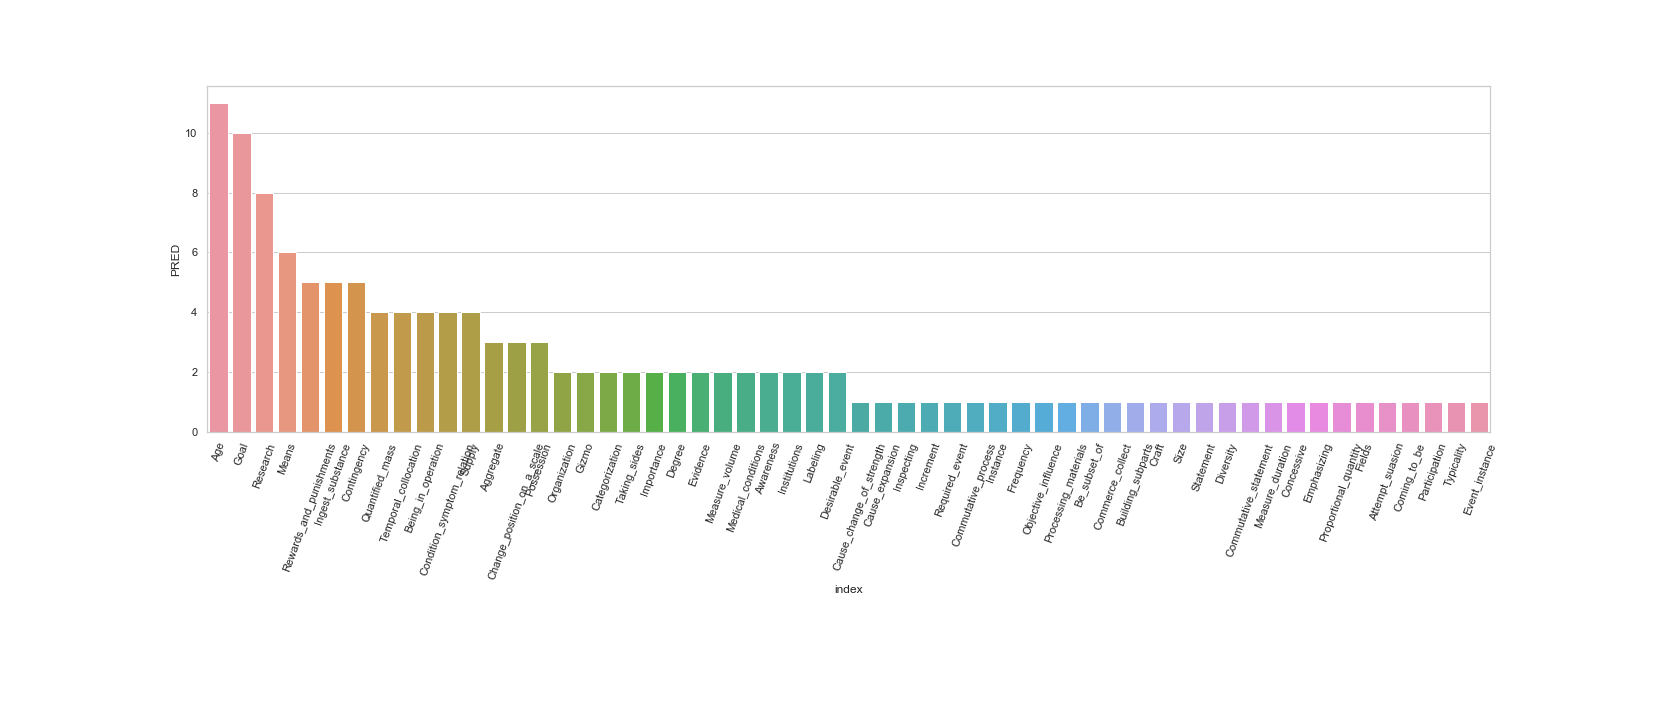 PRED
10
8
6
4
2
0
Age
Goal
Research
Means
Rewards_and_punishments
Ingest_substance
Contingency
Quantified_mass
Temporal_collocation
Being_in_operation
Condition_symptom_relation
Supply
Aggregate
Change_position_on_a_scale
Possession
Organization
Gizmo
Categorization
Taking_sides
Importance
Degree
Evidence
Measure_volume
Medical_conditions
Awareness
Institutions
Labeling
Desirable_event
Cause_change_of_strength
Cause_expansion
Inspecting
Increment
Required_event
Commutative_process
Instance
Frequency
Objective_influence
Processing_materials
Be_subset_of
Commerce_collect
Building_subparts
Craft
Size
Statement
Diversity
Commutative_statement
Measure_duration
Concessive
Emphasizing
Proportional_quantity
Fields
Attempt_suasion
Coming_to_be
Participation
Typicality
Event_instance
index